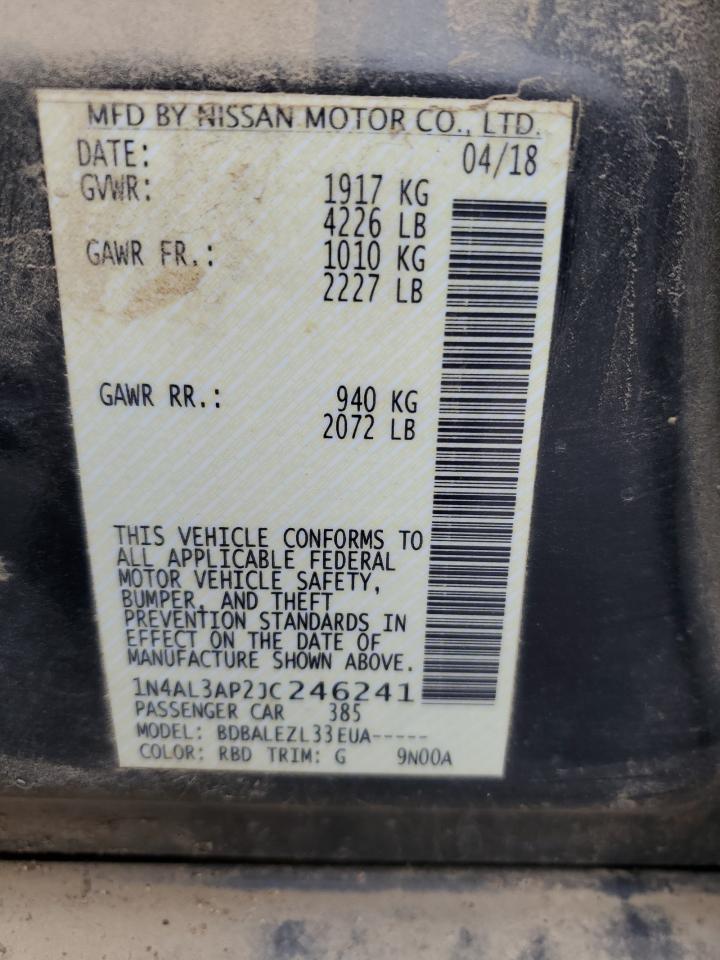 MFD BY NISSAN MOTOR CO., LTD.
DATE: 04/18
GVWR: 1917 KG
4226 LB
GAWR FR.: 1010 KG
2227 LB
GAWR RR.: 940 KG
2072 LB
THIS VEHICLE CONFORMS TO
ALL APPLICABLE FEDERAL
MOTOR VEHICLE SAFETY,
BUMPER, AND THEFT
PREVENTION STANDARDS IN
EFFECT ON THE DATE OF
MANUFACTURE SHOWN ABOVE.
1N4AL3AP2JC246241
PASSENGER CAR 385
MODEL: BDBALEZL33EUA-----
COLOR: RBD TRIM: G 9N00A